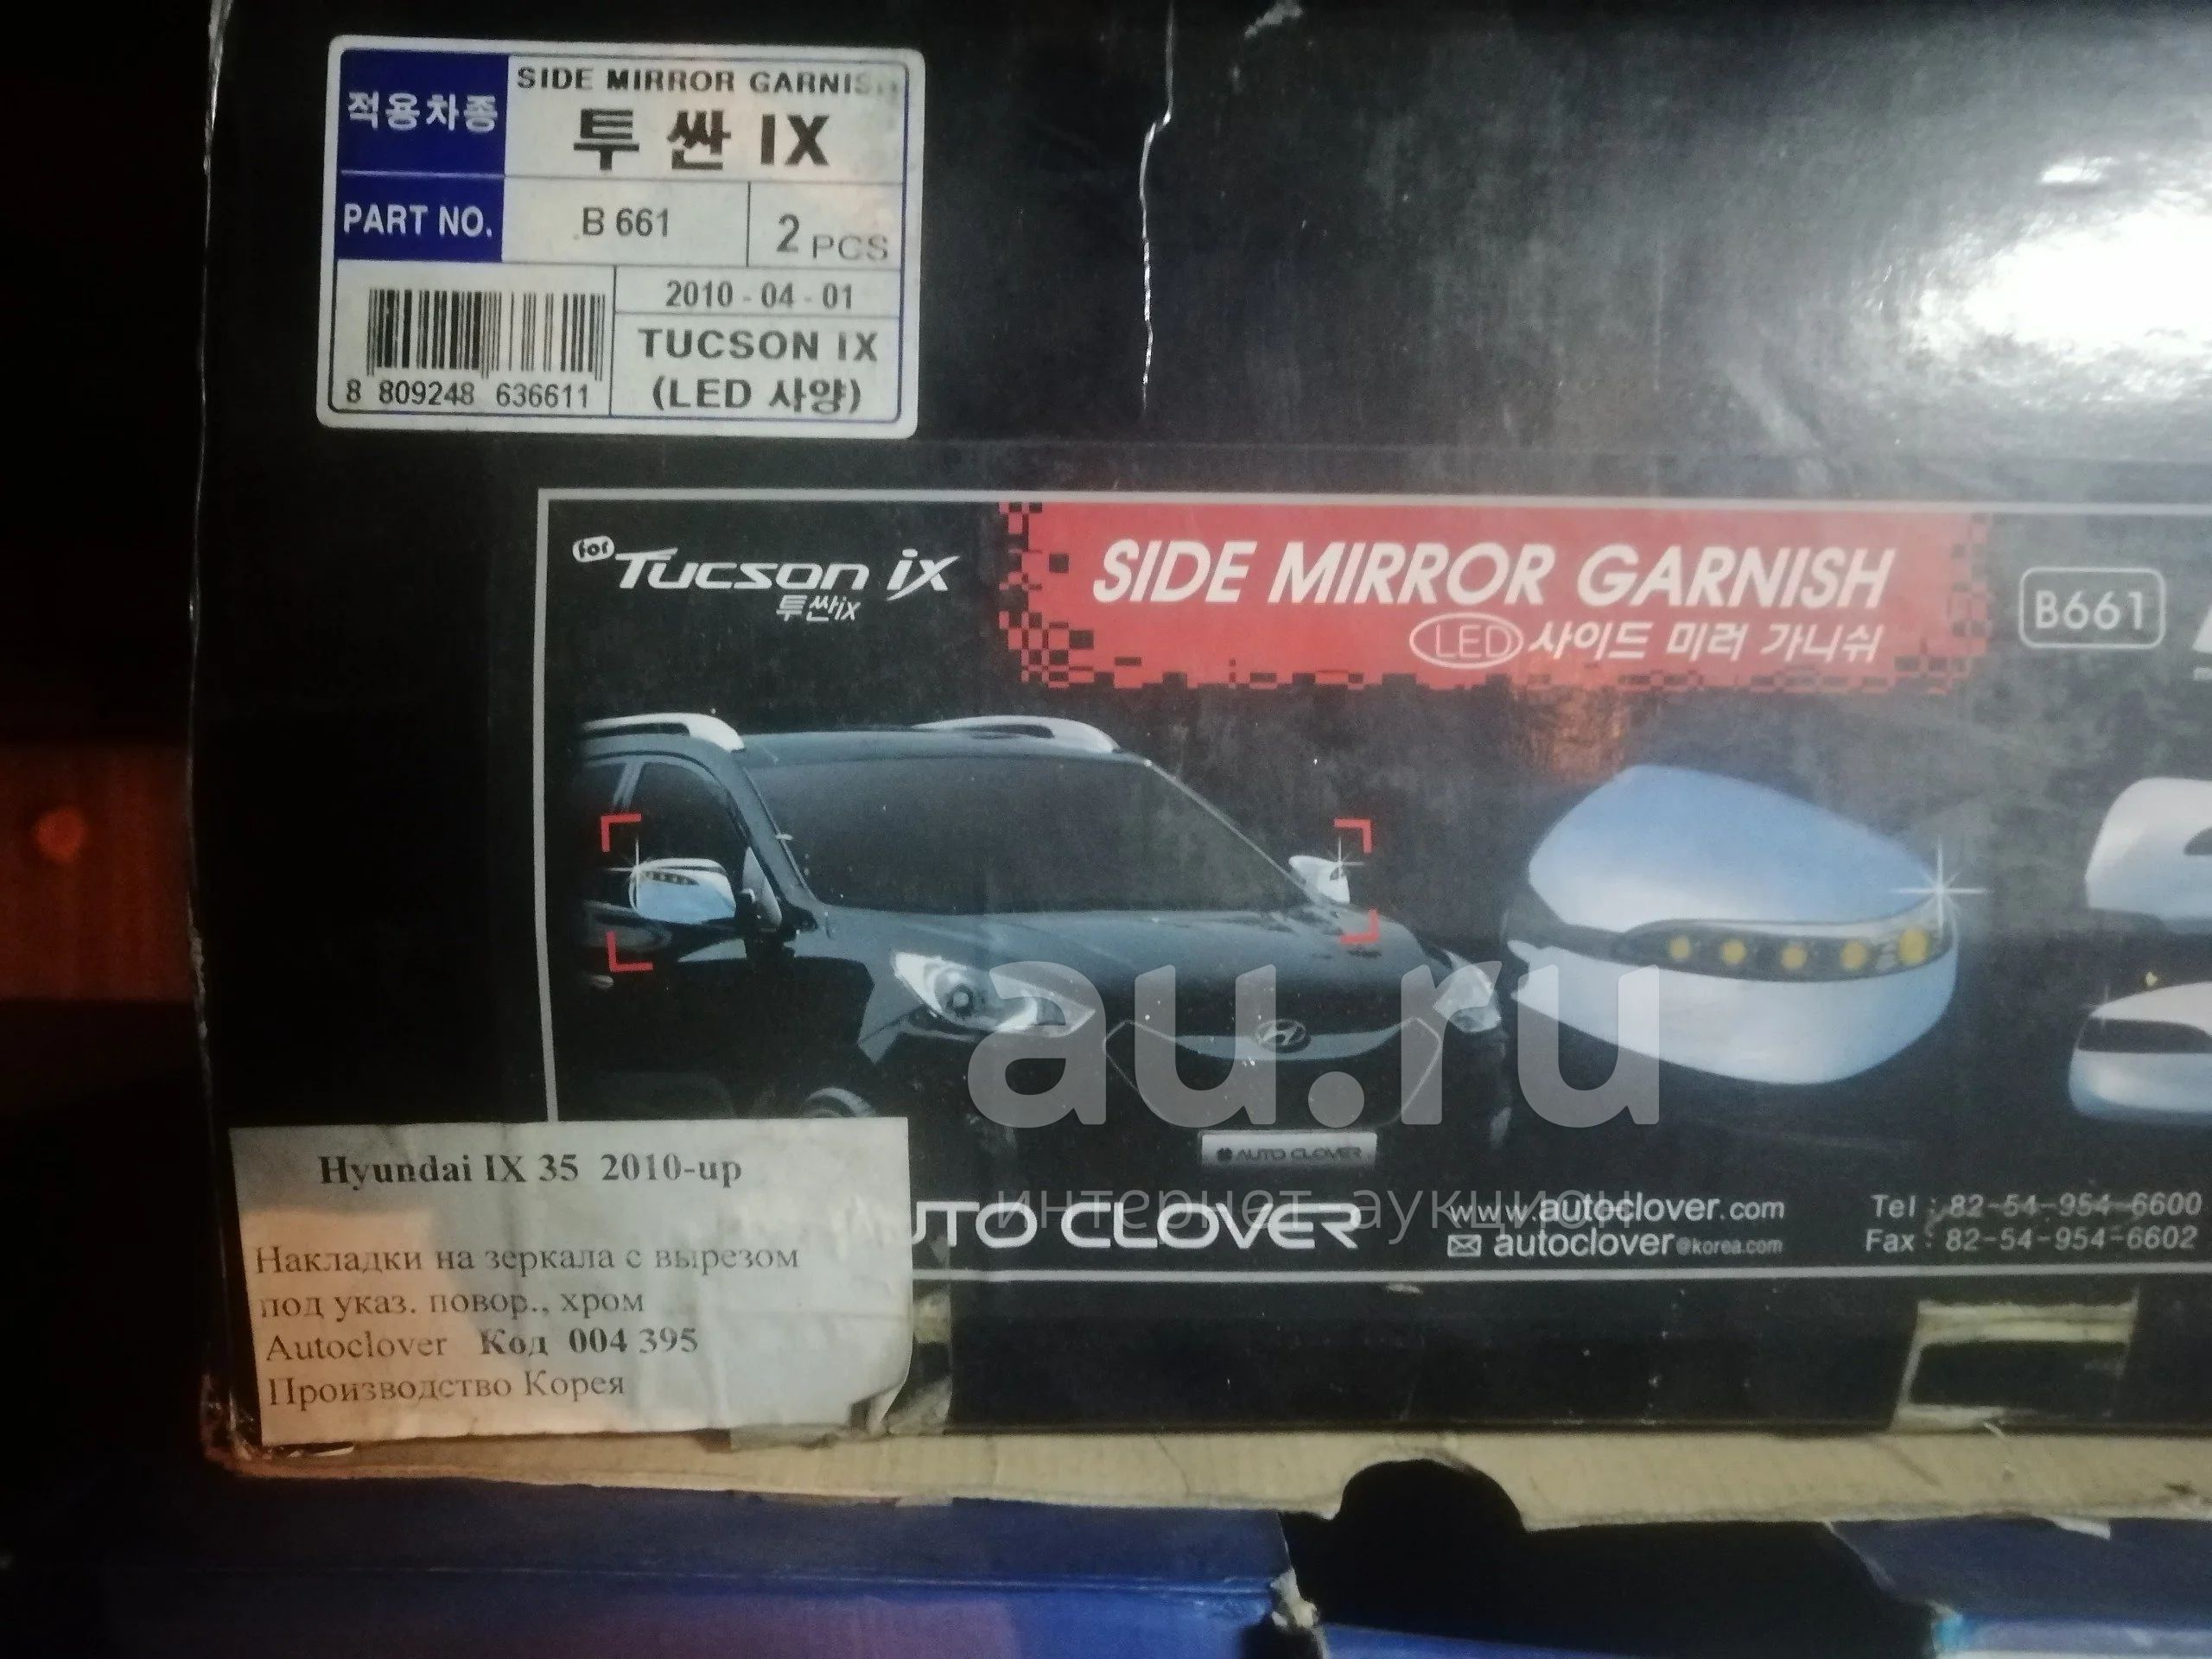 적용차종
SIDE MIRROR GARNISH
투싼 IX
PART NO.
B 661
2 PCS
2010 - 04 - 01
TUCSON iX
(LED 사양)
8 809248 636611
for Tucson ix
투싼ix
SIDE MIRROR GARNISH
LED 사이드 미러 가니쉬
B661
au.ru
интернет аукцион
AUTO CLOVER
Hyundai IX 35 2010-up
Накладки на зеркала с вырезом
под указ. повор., хром
Autoclover Код 004 395
Производство Корея
UTO CLOVER
www.autoclover.com
autoclover@korea.com
Tel : 82-54-954-6600
Fax : 82-54-954-6602